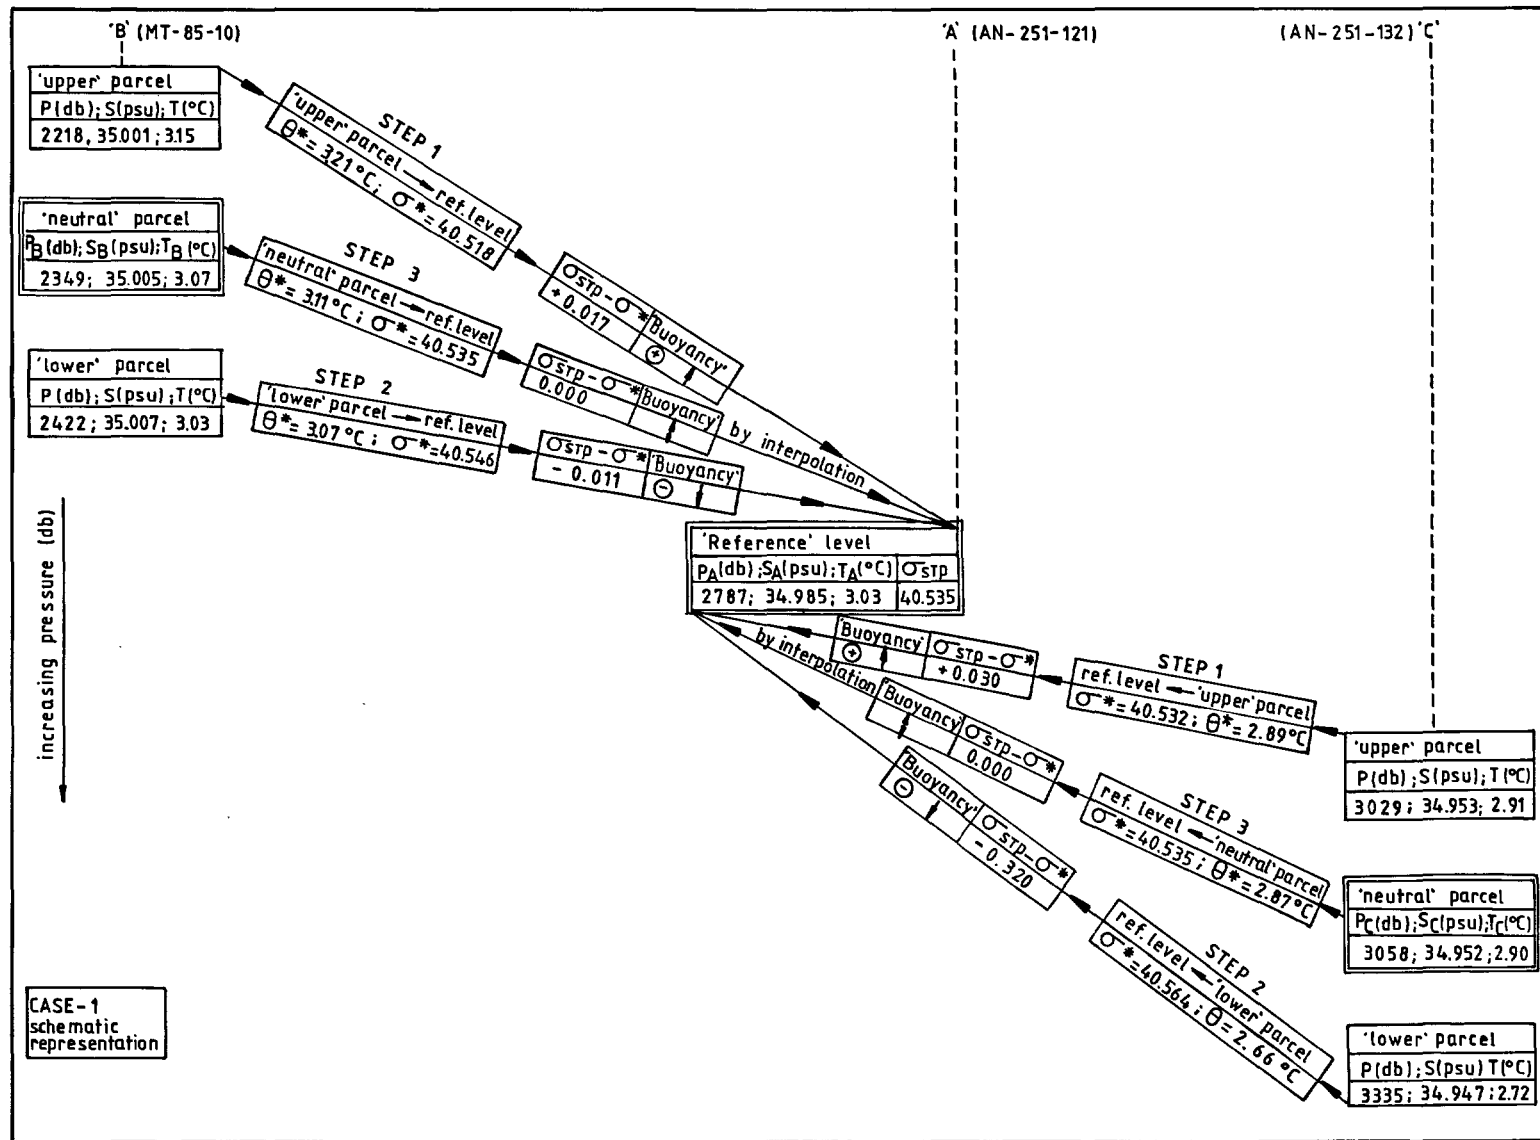 'B' (MT-85-10)
'A' (AN-251-121)
(AN-251-132) 'C'
'upper' parcel
P(db); S(psu); T(°C)
2218, 35.001; 3.15
STEP 1
'upper' parcel → ref. level
θ* = 3.21 °C; σ* = 40.518
σSTP - σ* 'Buoyancy'
+0.017 ⊕
'neutral' parcel
PB(db); SB(psu); TB(°C)
2349; 35.005; 3.07
STEP 3
'neutral' parcel → ref. level
θ* = 3.11 °C; σ* = 40.535
σSTP - σ* 'Buoyancy'
0.000
by interpolation
'lower' parcel
P(db); S(psu); T(°C)
2422; 35.007; 3.03
STEP 2
'lower' parcel → ref. level
θ* = 3.07 °C; σ* = 40.546
σSTP - σ* 'Buoyancy'
- 0.011 ⊖
increasing pressure (db)
'Reference' level
PA(db); SA(psu); TA(°C) σSTP
2787; 34.985; 3.03 40.535
'Buoyancy' σSTP - σ*
⊕ +0.030
STEP 1
ref. level ← 'upper' parcel
σ* = 40.532; θ* = 2.89 °C
'upper' parcel
P(db); S(psu); T(°C)
3029; 34.953; 2.91
by interpolation
'Buoyancy' σSTP - σ*
0.000
STEP 3
ref. level ← 'neutral' parcel
σ* = 40.535; θ* = 2.87 °C
'neutral' parcel
PC(db); SC(psu); TC(°C)
3058; 34.952; 2.90
'Buoyancy' σSTP - σ*
⊖ - 0.320
STEP 2
ref. level ← 'lower' parcel
σ* = 40.564; θ = 2.66 °C
'lower' parcel
P(db); S(psu) T(°C)
3335; 34.947; 2.72
CASE-1
schematic
representation